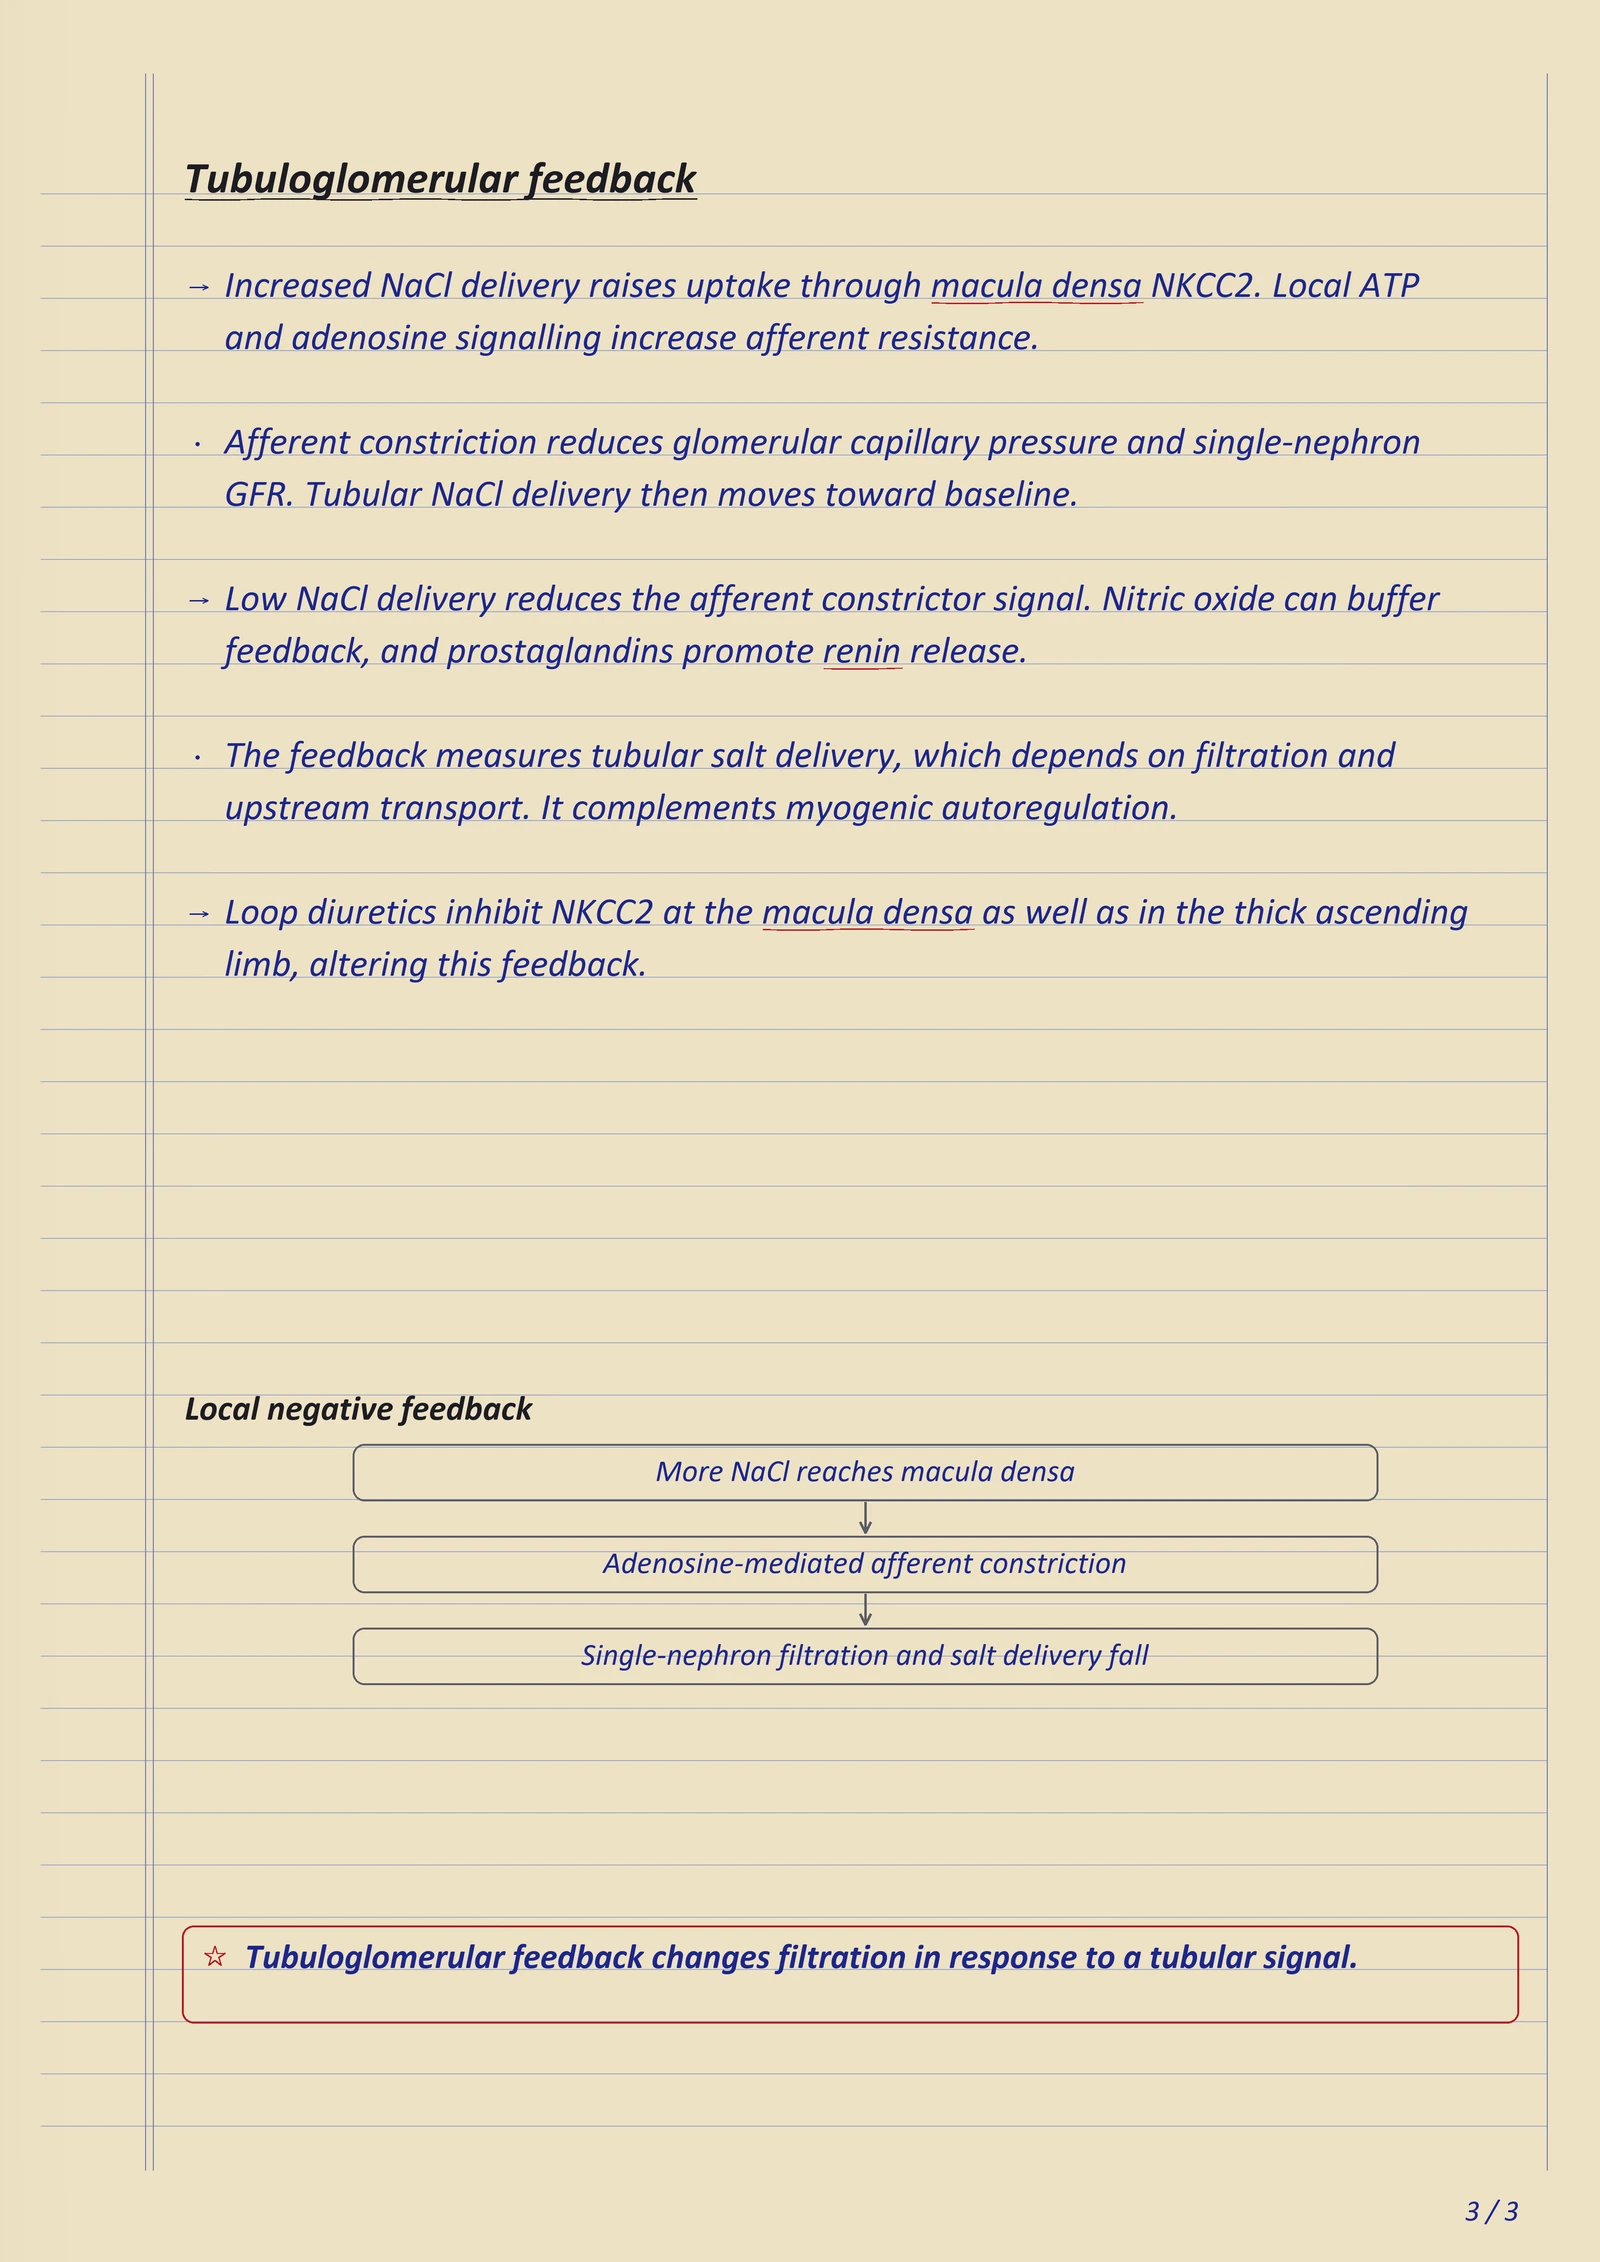 Tubuloglomerular feedback
→ Increased NaCl delivery raises uptake through macula densa NKCC2. Local ATP
and adenosine signalling increase afferent resistance.
· Afferent constriction reduces glomerular capillary pressure and single-nephron
GFR. Tubular NaCl delivery then moves toward baseline.
→ Low NaCl delivery reduces the afferent constrictor signal. Nitric oxide can buffer
feedback, and prostaglandins promote renin release.
· The feedback measures tubular salt delivery, which depends on filtration and
upstream transport. It complements myogenic autoregulation.
→ Loop diuretics inhibit NKCC2 at the macula densa as well as in the thick ascending
limb, altering this feedback.
Local negative feedback
More NaCl reaches macula densa
Adenosine-mediated afferent constriction
Single-nephron filtration and salt delivery fall
☆ Tubuloglomerular feedback changes filtration in response to a tubular signal.
3 / 3